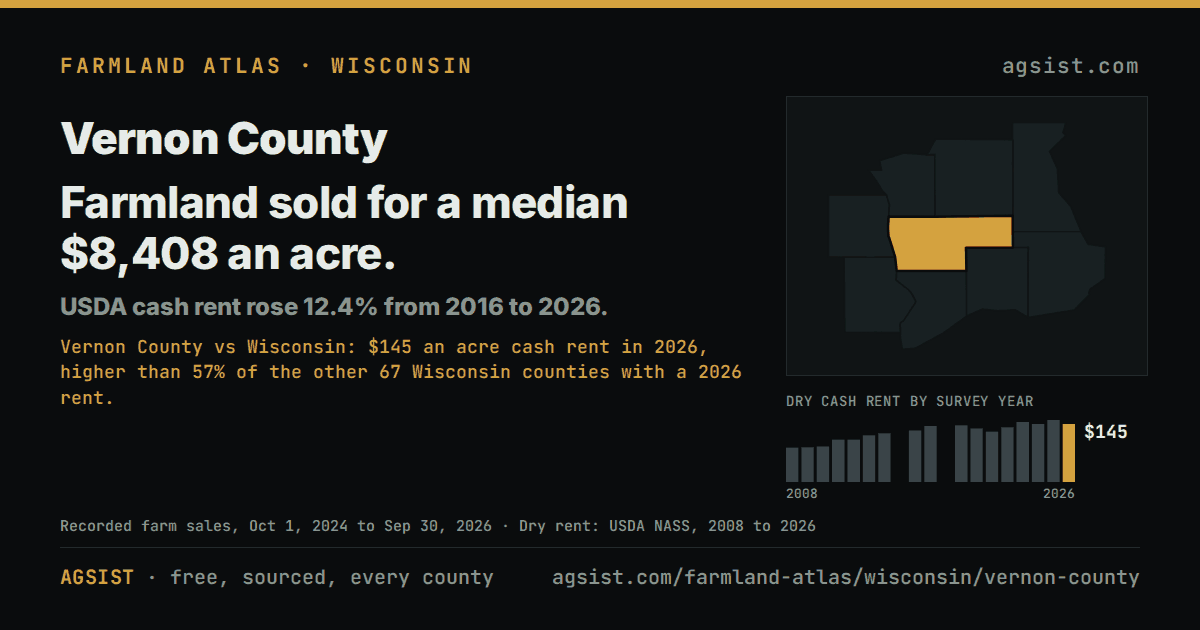 FARMLAND ATLAS · WISCONSIN
agsist.com
Vernon County
Farmland sold for a median
$8,408 an acre.
USDA cash rent rose 12.4% from 2016 to 2026.
Vernon County vs Wisconsin: $145 an acre cash rent in 2026,
higher than 57% of the other 67 Wisconsin counties with a 2026
rent.
DRY CASH RENT BY SURVEY YEAR
$145
2008
2026
Recorded farm sales, Oct 1, 2024 to Sep 30, 2026 · Dry rent: USDA NASS, 2008 to 2026
AGSIST · free, sourced, every county
agsist.com/farmland-atlas/wisconsin/vernon-county